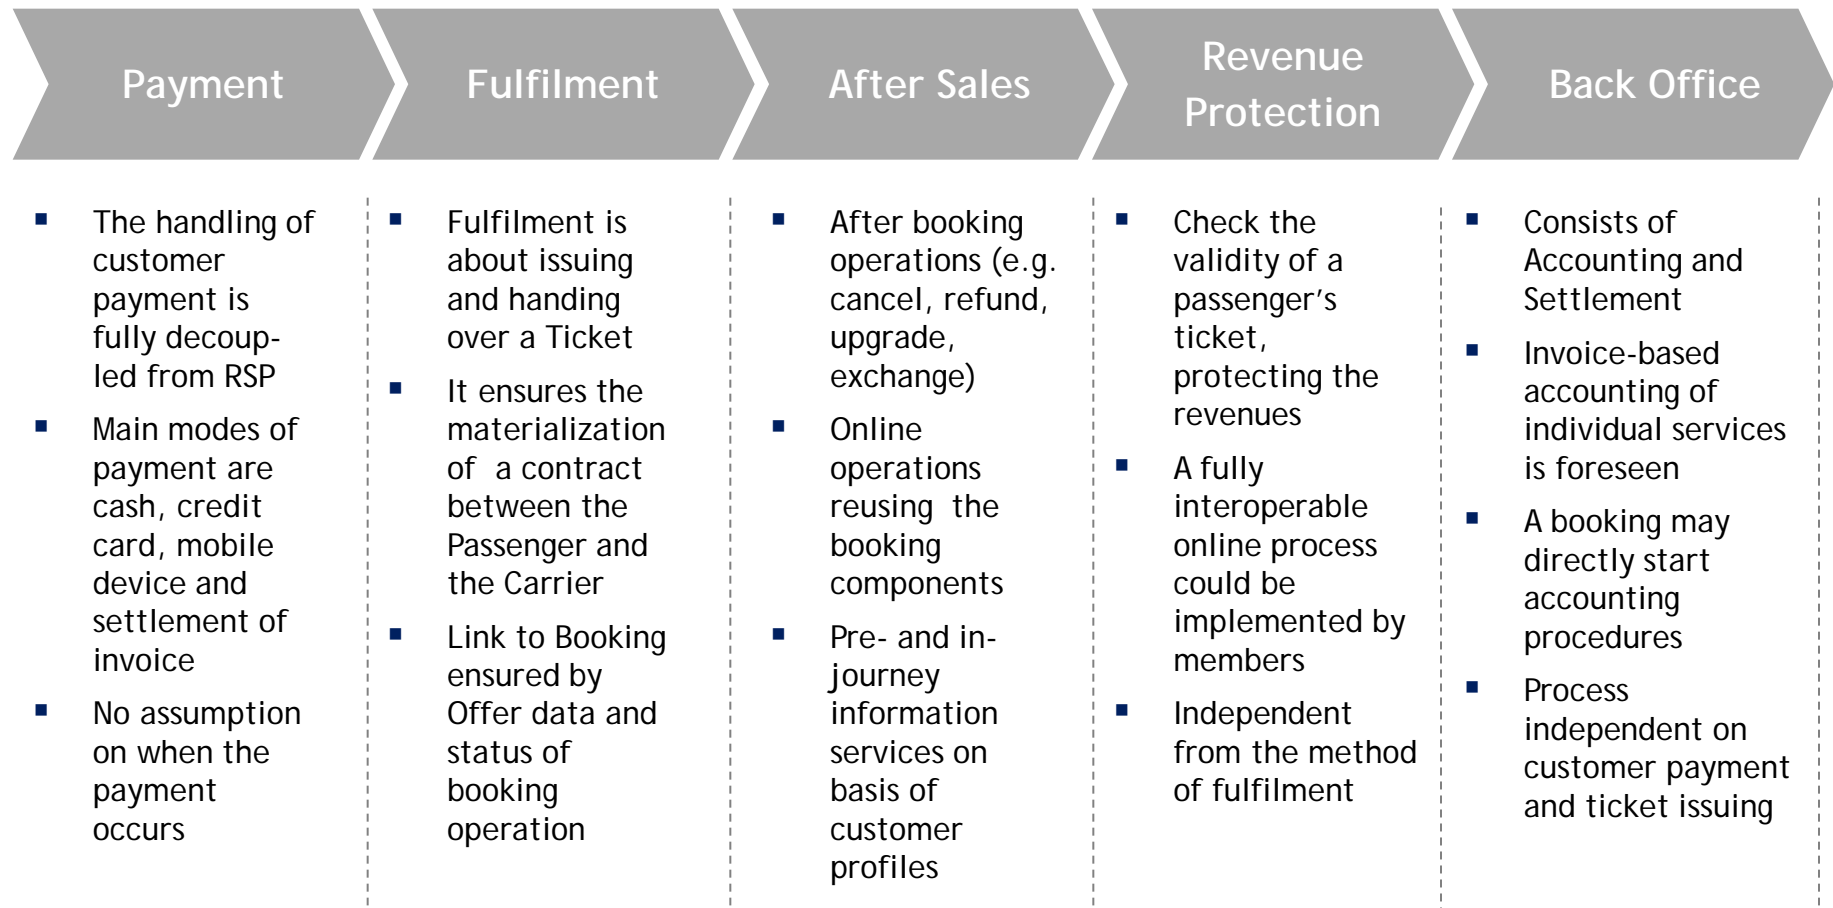 Payment
Fulfilment
After Sales
Revenue
Protection
Back Office
The handling of
customer
payment is
fully decoup-
led from RSP
Main modes of
payment are
cash, credit
card, mobile
device and
settlement of
invoice
No assumption
on when the
payment
occurs
Fulfilment is
about issuing
and handing
over a Ticket
It ensures the
materialization
of a contract
between the
Passenger and
the Carrier
Link to Booking
ensured by
Offer data and
status of
booking
operation
After booking
operations (e.g.
cancel, refund,
upgrade,
exchange)
Online
operations
reusing the
booking
components
Pre- and in-
journey
information
services on
basis of
customer
profiles
Check the
validity of a
passenger’s
ticket,
protecting the
revenues
A fully
interoperable
online process
could be
implemented by
members
Independent
from the method
of fulfilment
Consists of
Accounting and
Settlement
Invoice-based
accounting of
individual services
is foreseen
A booking may
directly start
accounting
procedures
Process
independent on
customer payment
and ticket issuing